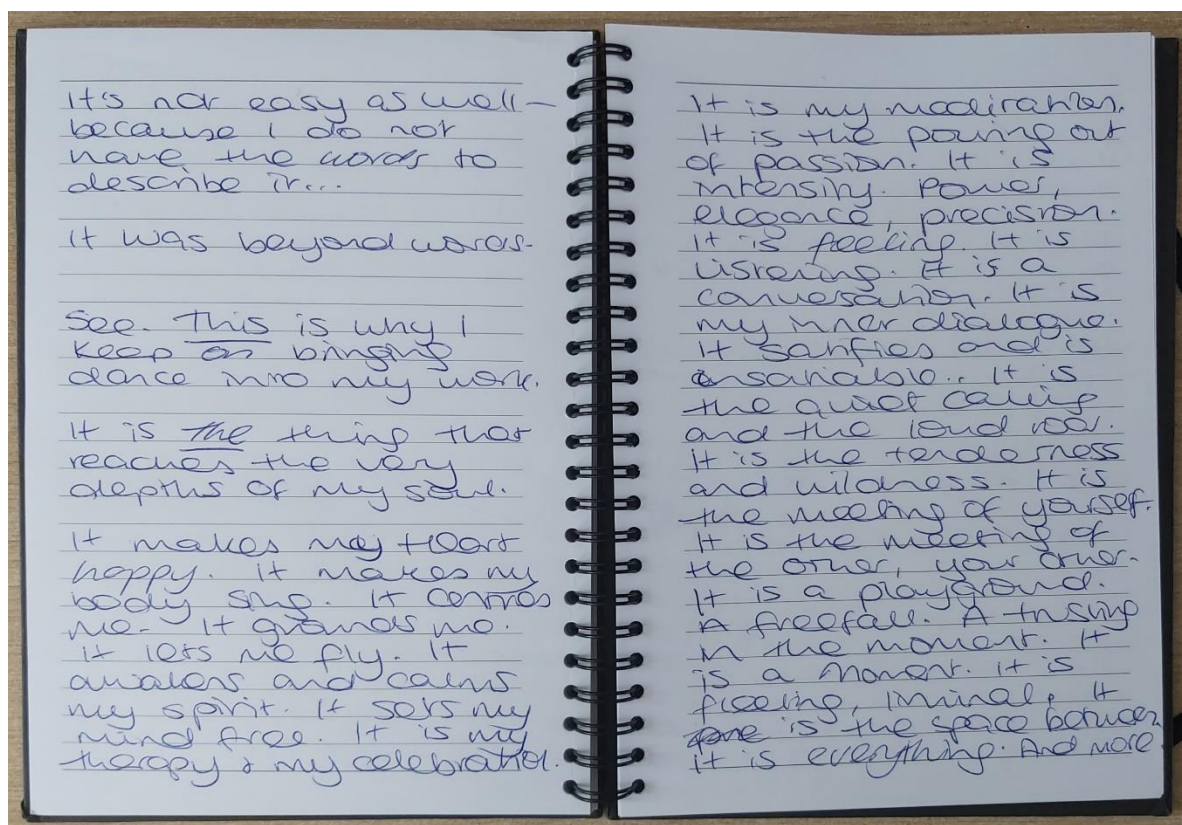 It's not easy as well –
because I do not
have the words to
describe it...
It was beyond words.
See. This is why I
keep on bringing
dance into my work.
It is the thing that
reaches the very
depths of my soul.
It makes my heart
happy. It makes my
body sing. It centres
me. It grounds me.
It lets me fly. It
awakens and calms
my spirit. It sets my
mind free. It is my
therapy & my celebration.
It is my meditation.
It is the pouring out
of passion. It is
intensity. Power,
elegance, precision.
It is feeling. It is
listening. It is a
conversation. It is
my inner dialogue.
It satisfies and is
insatiable. It is
the quiet calling
and the loud roar.
It is the tenderness
and wildness. It is
the meeting of yourself.
It is the meeting of
the other, your other.
It is a playground.
A freefall. A trusting
in the moment. It
is a moment. It is
fleeting, liminal, it
is the space between
it is everything. And more